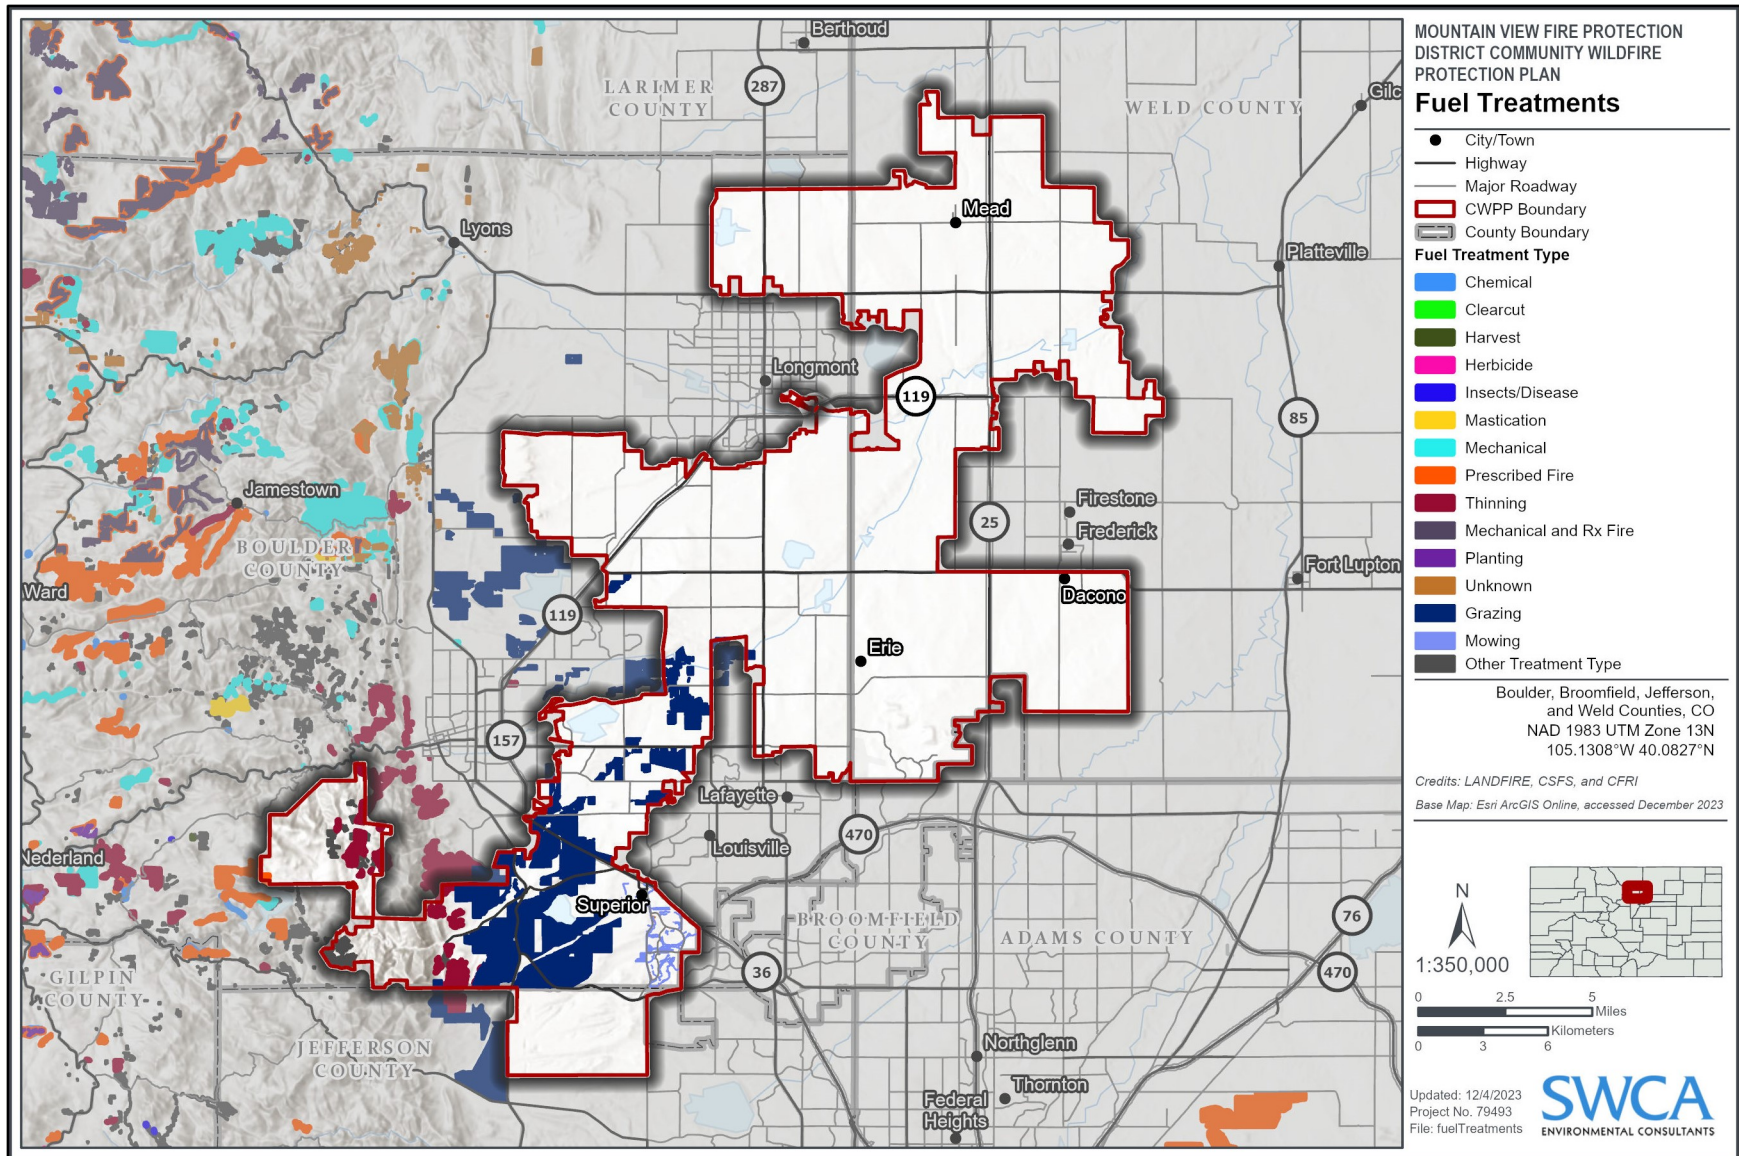 MOUNTAIN VIEW FIRE PROTECTION
DISTRICT COMMUNITY WILDFIRE
PROTECTION PLAN
Fuel Treatments
City/Town
Highway
Major Roadway
CWPP Boundary
County Boundary
Fuel Treatment Type
Chemical
Clearcut
Harvest
Herbicide
Insects/Disease
Mastication
Mechanical
Prescribed Fire
Thinning
Mechanical and Rx Fire
Planting
Unknown
Grazing
Mowing
Other Treatment Type
Boulder, Broomfield, Jefferson,
and Weld Counties, CO
NAD 1983 UTM Zone 13N
105.1308°W 40.0827°N
Credits: LANDFIRE, CSFS, and CFRI
Base Map: Esri ArcGIS Online, accessed December 2023
N
1:350,000
0 2.5 5
Miles
Kilometers
0 3 6
Updated: 12/4/2023
Project No. 79493
File: fuelTreatments
SWCA
ENVIRONMENTAL CONSULTANTS
Berthoud
LARIMER
COUNTY
287
WELD COUNTY
Gilc
Mead
Lyons
Platteville
Longmont
119
85
Jamestown
Firestone
25
Frederick
BOULDER
COUNTY
Fort Lupton
Ward
Dacono
119
Erie
157
Lafayette
470
Louisville
Nederland
Superior
BROOMFIELD
COUNTY
ADAMS COUNTY
76
36
470
GILPIN
COUNTY
JEFFERSON
COUNTY
Northglenn
Thornton
Federal
Heights